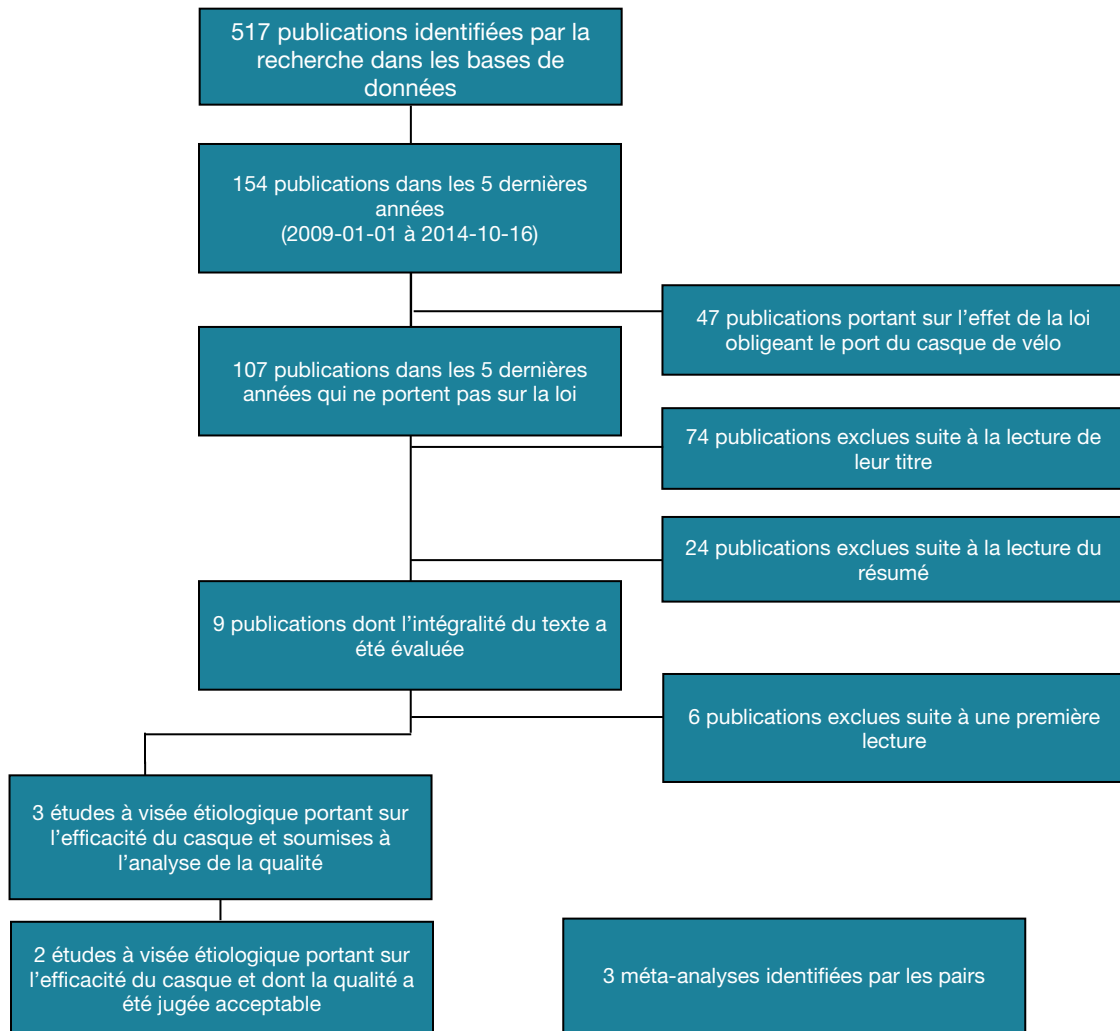 517 publications identifiées par la
recherche dans les bases de
données
154 publications dans les 5 dernières
années
(2009-01-01 à 2014-10-16)
47 publications portant sur l’effet de la loi
obligeant le port du casque de vélo
107 publications dans les 5 dernières
années qui ne portent pas sur la loi
74 publications exclues suite à la lecture de
leur titre
24 publications exclues suite à la lecture du
résumé
9 publications dont l’intégralité du texte a
été évaluée
6 publications exclues suite à une première
lecture
3 études à visée étiologique portant sur
l’efficacité du casque et soumises à
l’analyse de la qualité
2 études à visée étiologique portant sur
l’efficacité du casque et dont la qualité a
été jugée acceptable
3 méta-analyses identifiées par les pairs